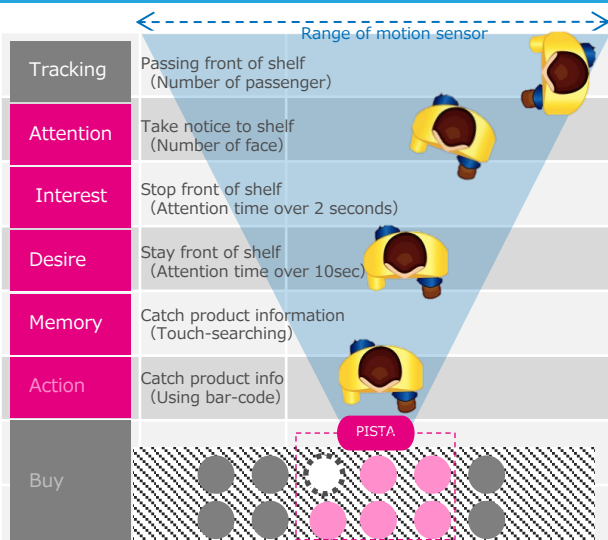 Range of motion sensor
Tracking
Passing front of shelf
（Number of passenger）
Attention
Take notice to shelf
（Number of face）
Interest
Stop front of shelf
（Attention time over 2 seconds）
Desire
Stay front of shelf
（Attention time over 10sec）
Memory
Catch product information
（Touch-searching）
Action
Catch product info
（Using bar-code）
PISTA
Buy